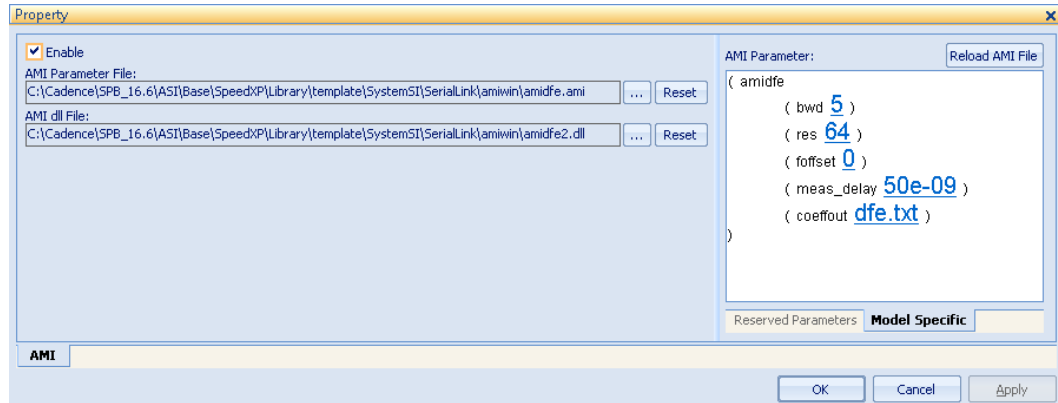 Property
Enable
AMI Parameter File:
C:\Cadence\SPB_16.6\ASI\Base\SpeedXP\Library\template\SystemSI\SerialLink\amiwin\amidfe.ami ... Reset
AMI dll File:
C:\Cadence\SPB_16.6\ASI\Base\SpeedXP\Library\template\SystemSI\SerialLink\amiwin\amidfe2.dll ... Reset
AMI Parameter: Reload AMI File
( amidfe
( bwd 5 )
( res 64 )
( foffset 0 )
( meas_delay 50e-09 )
( coeffout dfe.txt )
)
Reserved Parameters Model Specific
AMI
OK Cancel Apply